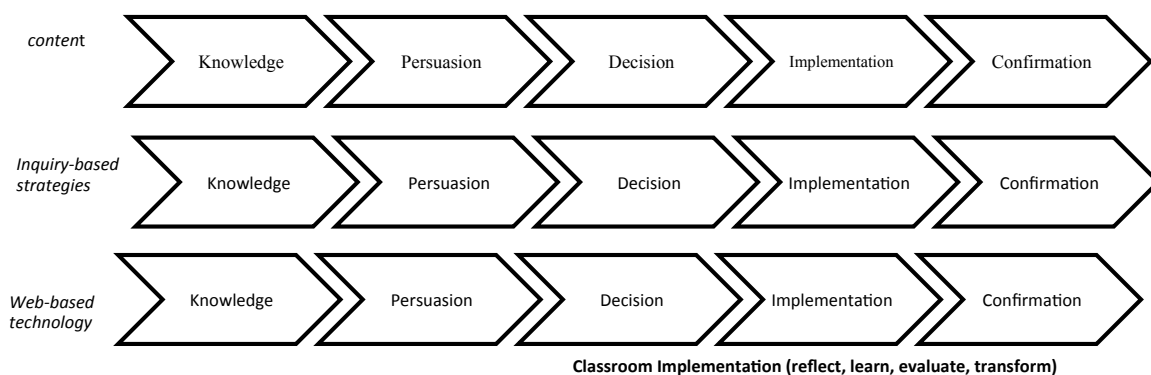 content
Knowledge
Persuasion
Decision
Implementation
Confirmation
Inquiry-based
strategies
Knowledge
Persuasion
Decision
Implementation
Confirmation
Web-based
technology
Knowledge
Persuasion
Decision
Implementation
Confirmation
Classroom Implementation (reflect, learn, evaluate, transform)